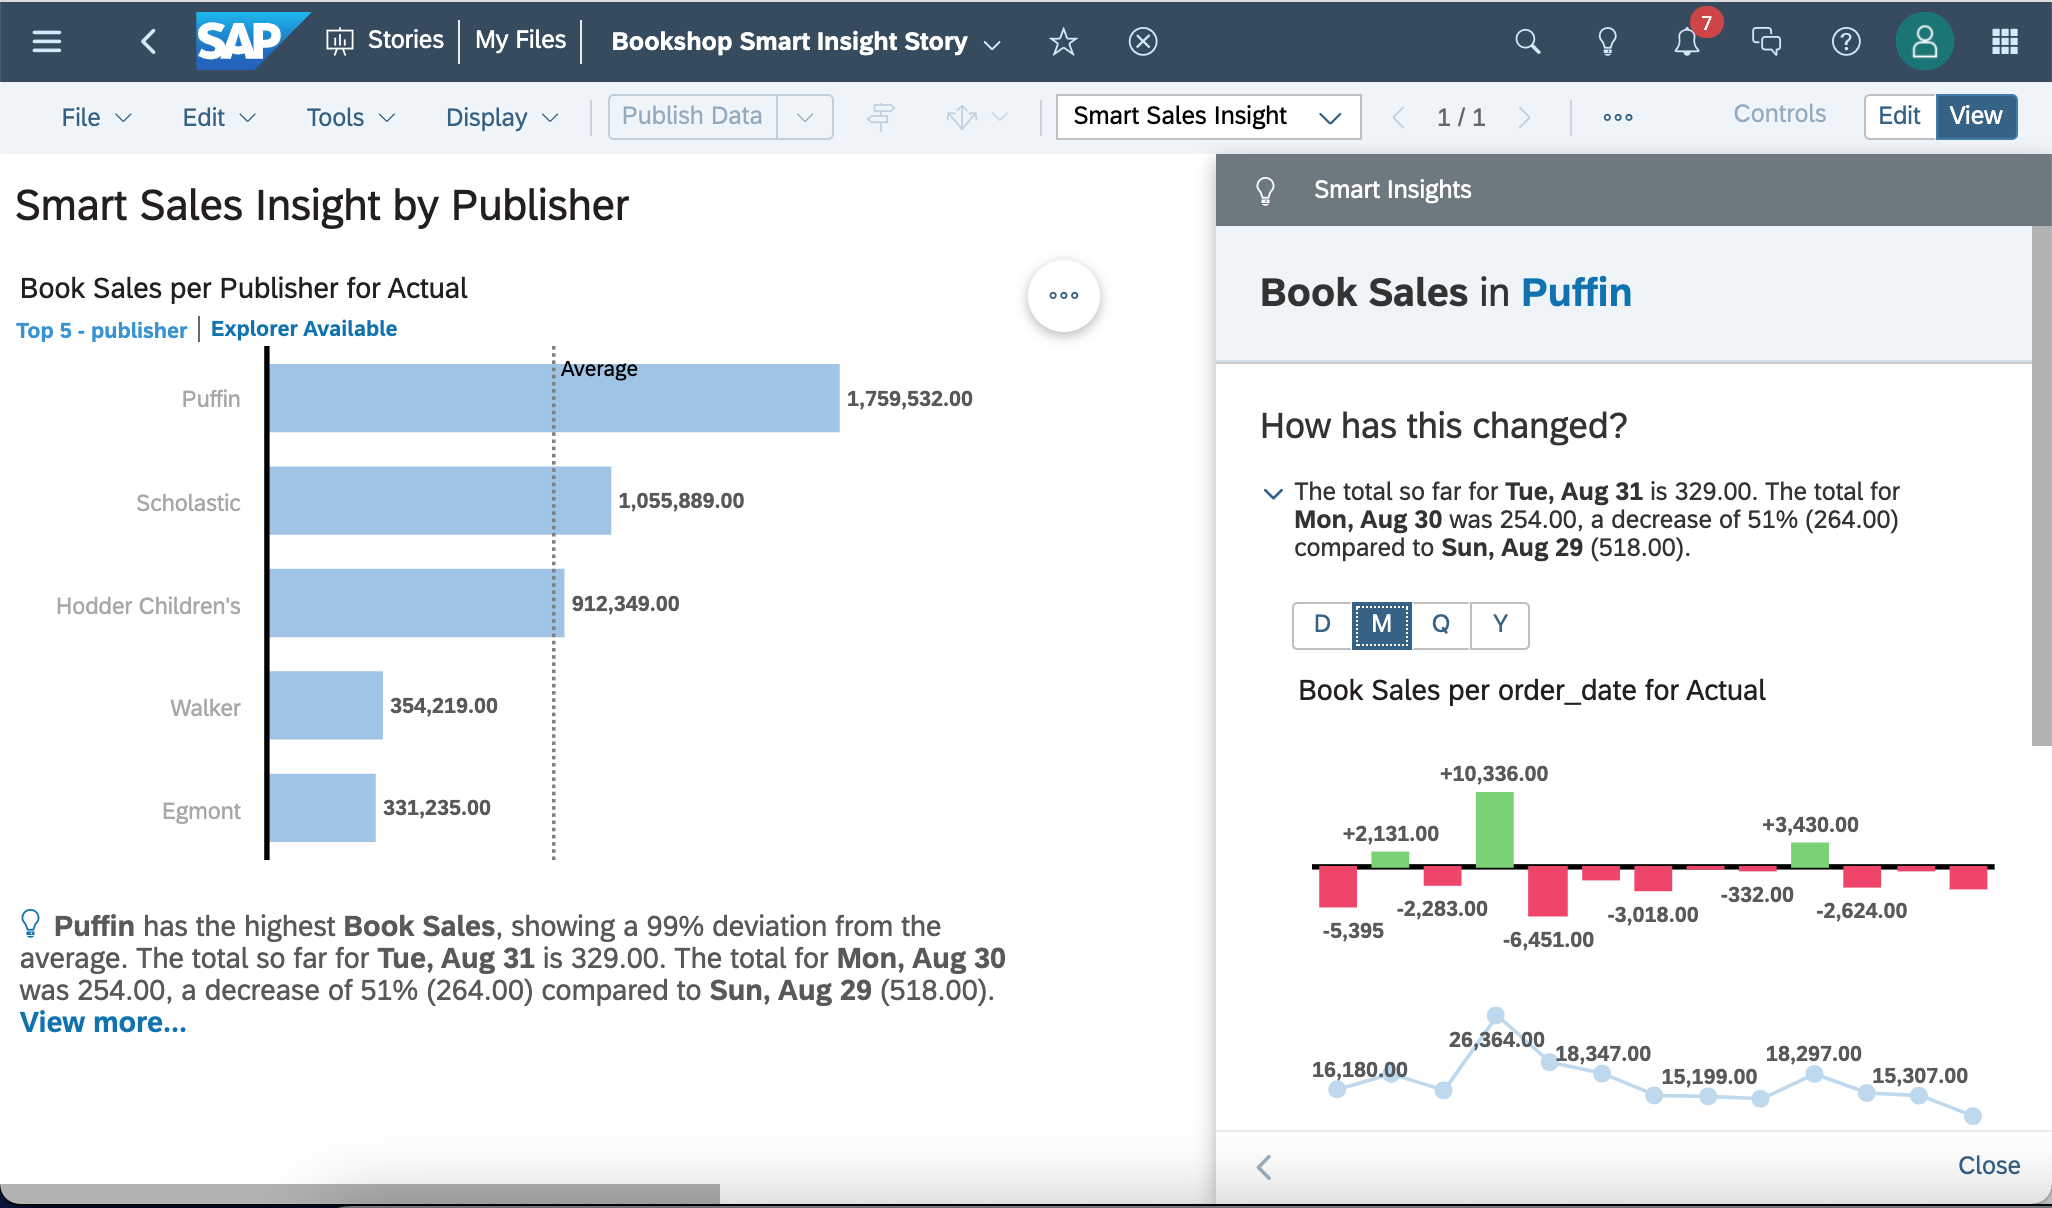 SAP
Stories
My Files
Bookshop Smart Insight Story
7
File
Edit
Tools
Display
Publish Data
Smart Sales Insight
1 / 1
Controls
Edit
View
Smart Sales Insight by Publisher
Book Sales per Publisher for Actual
Top 5 - publisher
Explorer Available
Average
Puffin
1,759,532.00
Scholastic
1,055,889.00
Hodder Children's
912,349.00
Walker
354,219.00
Egmont
331,235.00
Puffin has the highest Book Sales, showing a 99% deviation from the
average. The total so far for Tue, Aug 31 is 329.00. The total for Mon, Aug 30
was 254.00, a decrease of 51% (264.00) compared to Sun, Aug 29 (518.00).
View more...
Smart Insights
Book Sales in Puffin
How has this changed?
The total so far for Tue, Aug 31 is 329.00. The total for
Mon, Aug 30 was 254.00, a decrease of 51% (264.00)
compared to Sun, Aug 29 (518.00).
D
M
Q
Y
Book Sales per order_date for Actual
+10,336.00
+2,131.00
+3,430.00
-5,395
-2,283.00
-6,451.00
-3,018.00
-332.00
-2,624.00
16,180.00
26,364.00
18,347.00
15,199.00
18,297.00
15,307.00
Close